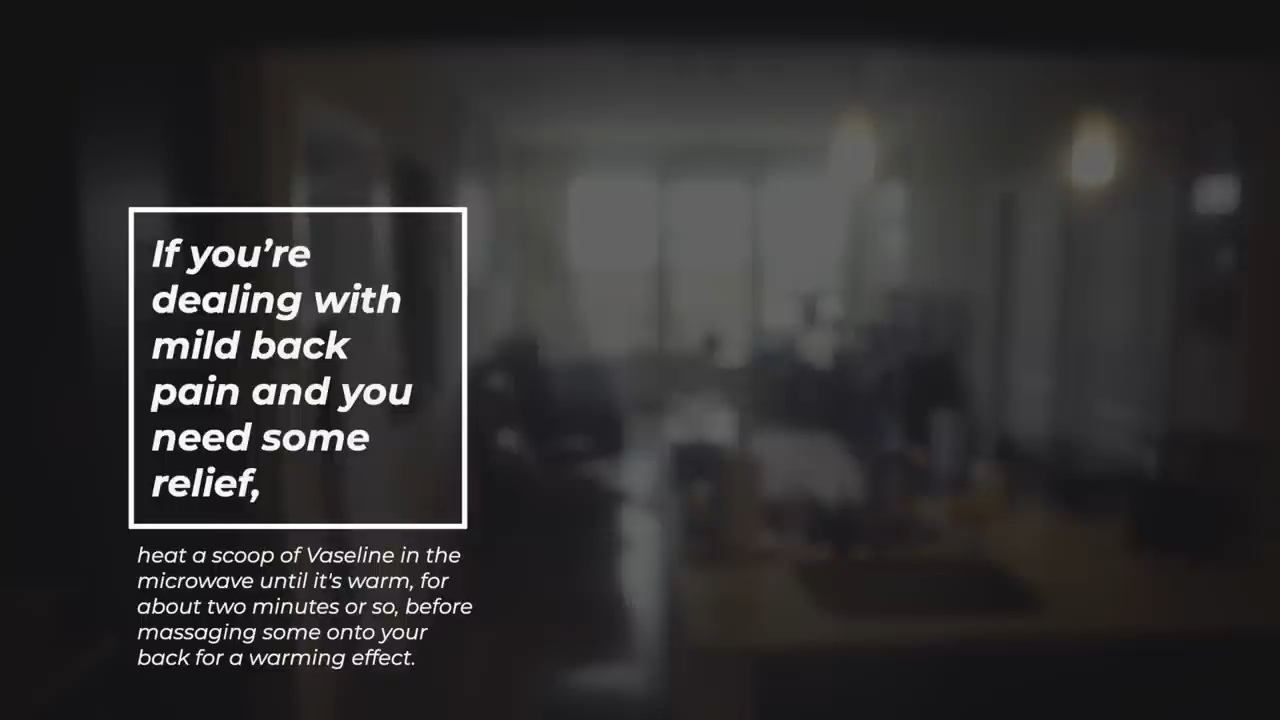 If you’re
dealing with
mild back
pain and you
need some
relief,
heat a scoop of Vaseline in the
microwave until it's warm, for
about two minutes or so, before
massaging some onto your
back for a warming effect.